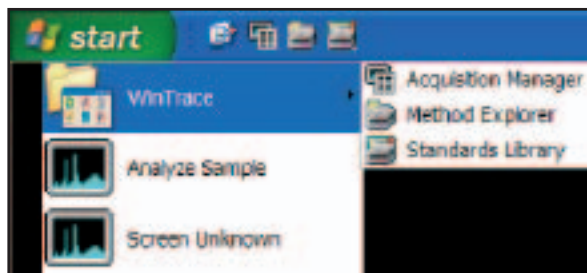 start
WinTrace
Acquisition Manager
Method Explorer
Standards Library
Analyze Sample
Screen Unknown